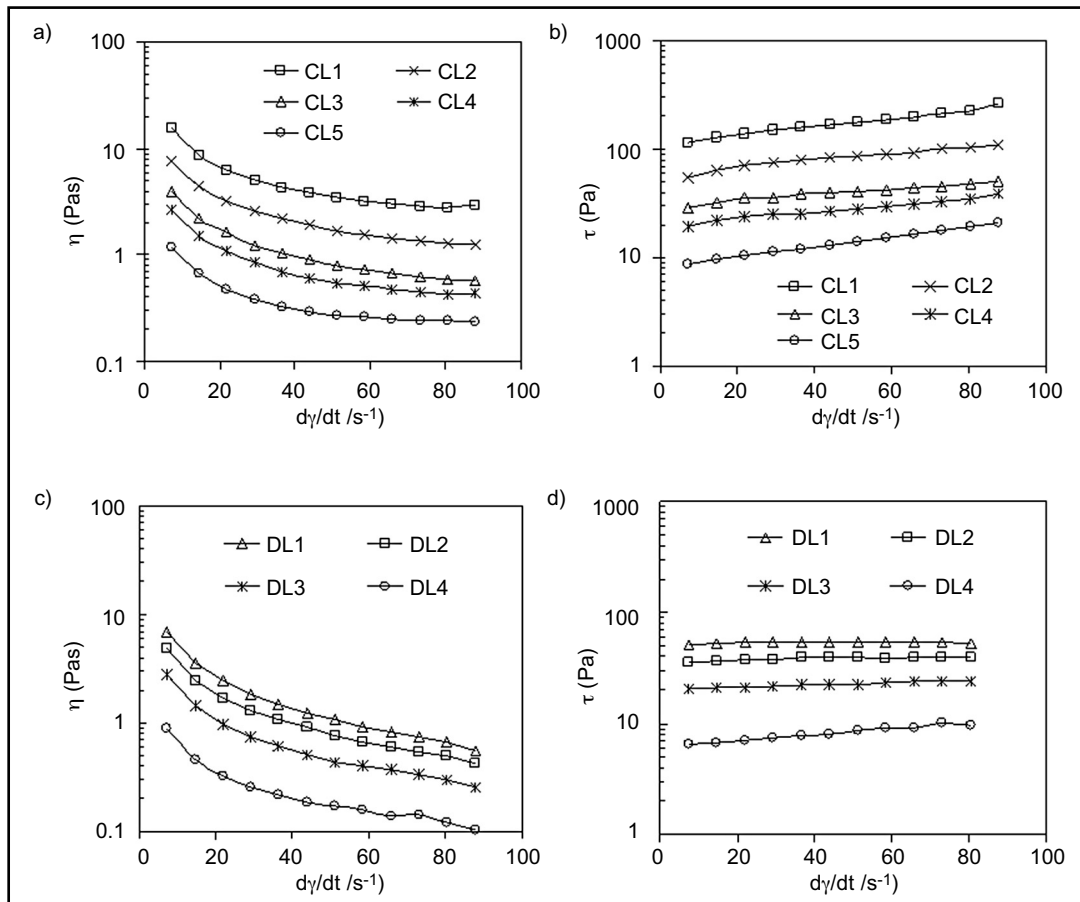 a)
100
10
1
0.1
η (Pas)
CL1 CL2
CL3 CL4
CL5
0 20 40 60 80 100
dγ/dt /s-1)
b)
1000
100
10
1
τ (Pa)
CL1 CL2
CL3 CL4
CL5
0 20 40 60 80 100
dγ/dt /s-1)
c)
100
10
1
0.1
η (Pas)
DL1 DL2
DL3 DL4
0 20 40 60 80 100
dγ/dt /s-1)
d)
1000
100
10
1
τ (Pa)
DL1 DL2
DL3 DL4
0 20 40 60 80 100
dγ/dt /s-1)